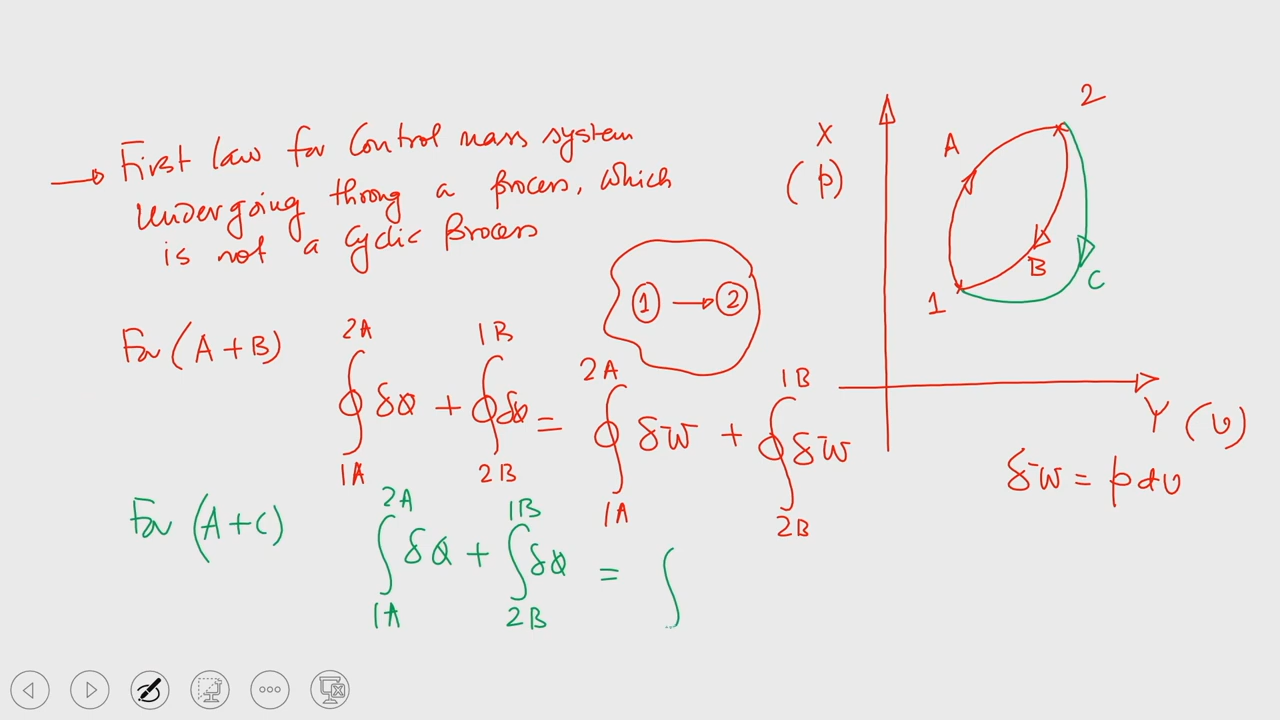 First law for Control mass system
undergoing throng a process, which
is not a Cyclic Process
X
(p)
A
2
B
C
1
Y (v)
1 → 2
For (A+B) ∮_{1A}^{2A} δQ + ∮_{2B}^{1B} δQ = ∮_{1A}^{2A} δW + ∮_{2B}^{1B} δW
δW = pdv
For (A+C) ∫_{1A}^{2A} δQ + ∫_{2B}^{1B} δQ = ∫